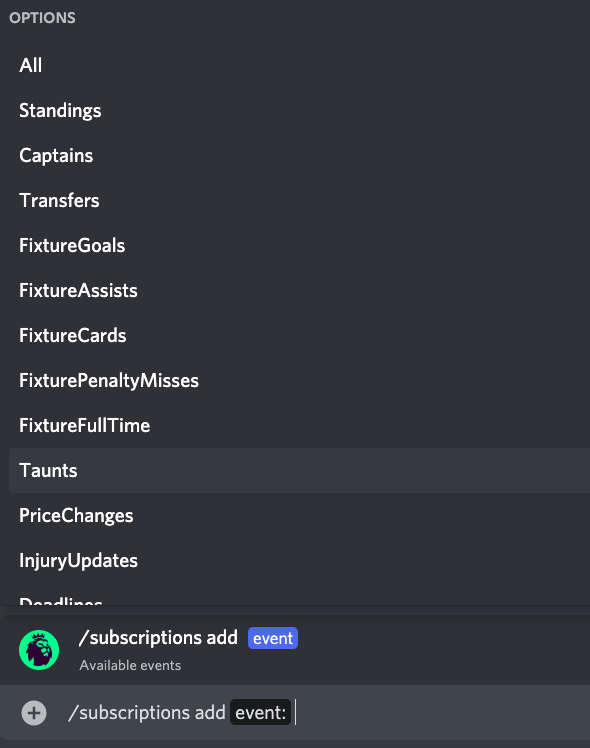 OPTIONS
All
Standings
Captains
Transfers
FixtureGoals
FixtureAssists
FixtureCards
FixturePenaltyMisses
FixtureFullTime
Taunts
PriceChanges
InjuryUpdates
Deadlines
/subscriptions add event
Available events
/subscriptions add event: